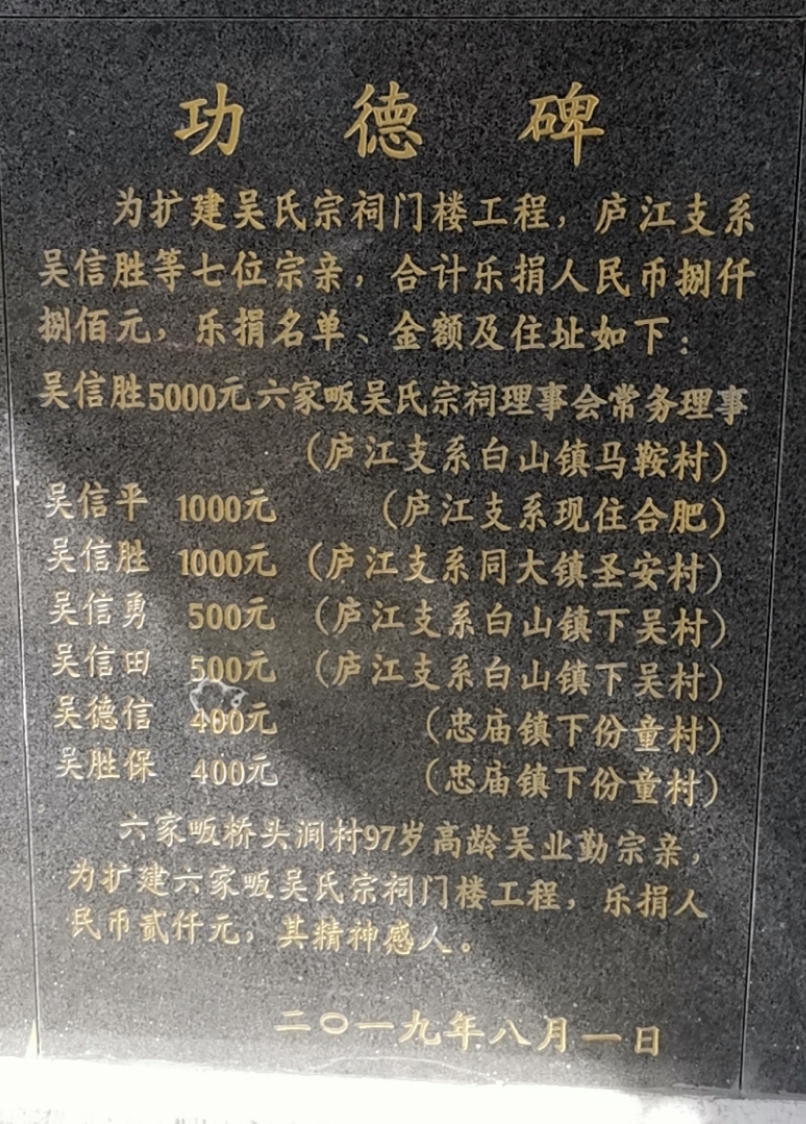 功德碑
为扩建吴氏宗祠门楼工程，庐江支系
吴信胜等七位宗亲，合计乐捐人民币捌仟
捌佰元，乐捐名单、金额及住址如下：
吴信胜5000元六家畈吴氏宗祠理事会常务理事
（庐江支系白山镇马鞍村）
吴信平 1000元 （庐江支系现住合肥）
吴信胜 1000元 （庐江支系同大镇圣安村）
吴信勇 500元 （庐江支系白山镇下吴村）
吴信田 500元 （庐江支系白山镇下吴村）
吴德信 400元 （忠庙镇下份童村）
吴胜保 400元 （忠庙镇下份童村）
六家畈桥头涧村97岁高龄吴业勤宗亲，
为扩建六家畈吴氏宗祠门楼工程，乐捐人
民币贰仟元，其精神感人。
二〇一九年八月一日